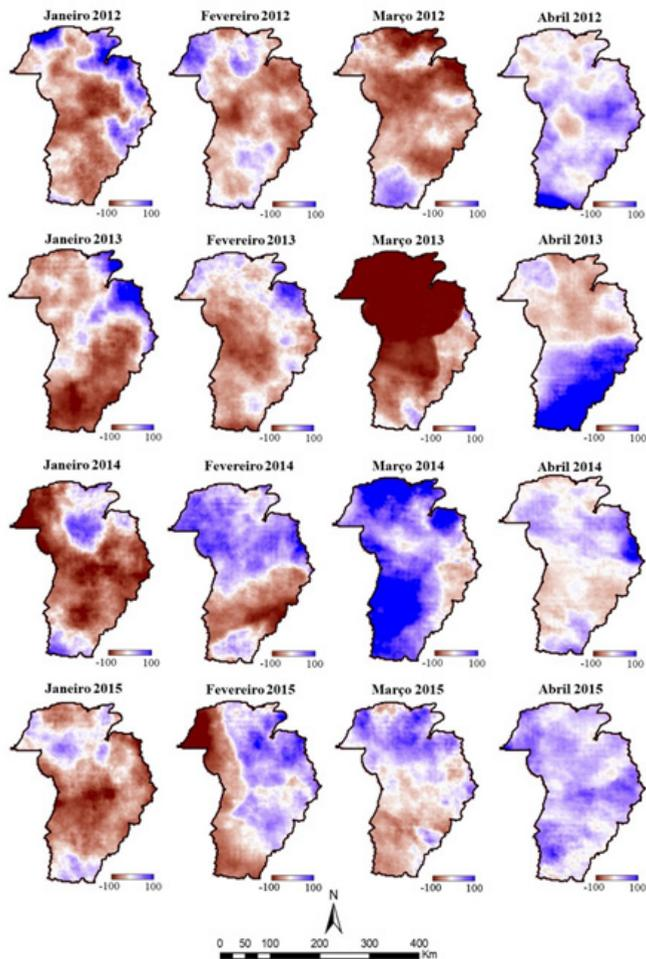 Janeiro 2012 Fevereiro 2012 Março 2012 Abril 2012
-100 100 -100 100 -100 100 -100 100
Janeiro 2013 Fevereiro 2013 Março 2013 Abril 2013
-100 100 -100 100 -100 100 -100 100
Janeiro 2014 Fevereiro 2014 Março 2014 Abril 2014
-100 100 -100 100 -100 100 -100 100
Janeiro 2015 Fevereiro 2015 Março 2015 Abril 2015
-100 100 -100 100 -100 100 -100 100
N
0 50 100 200 300 400
Km